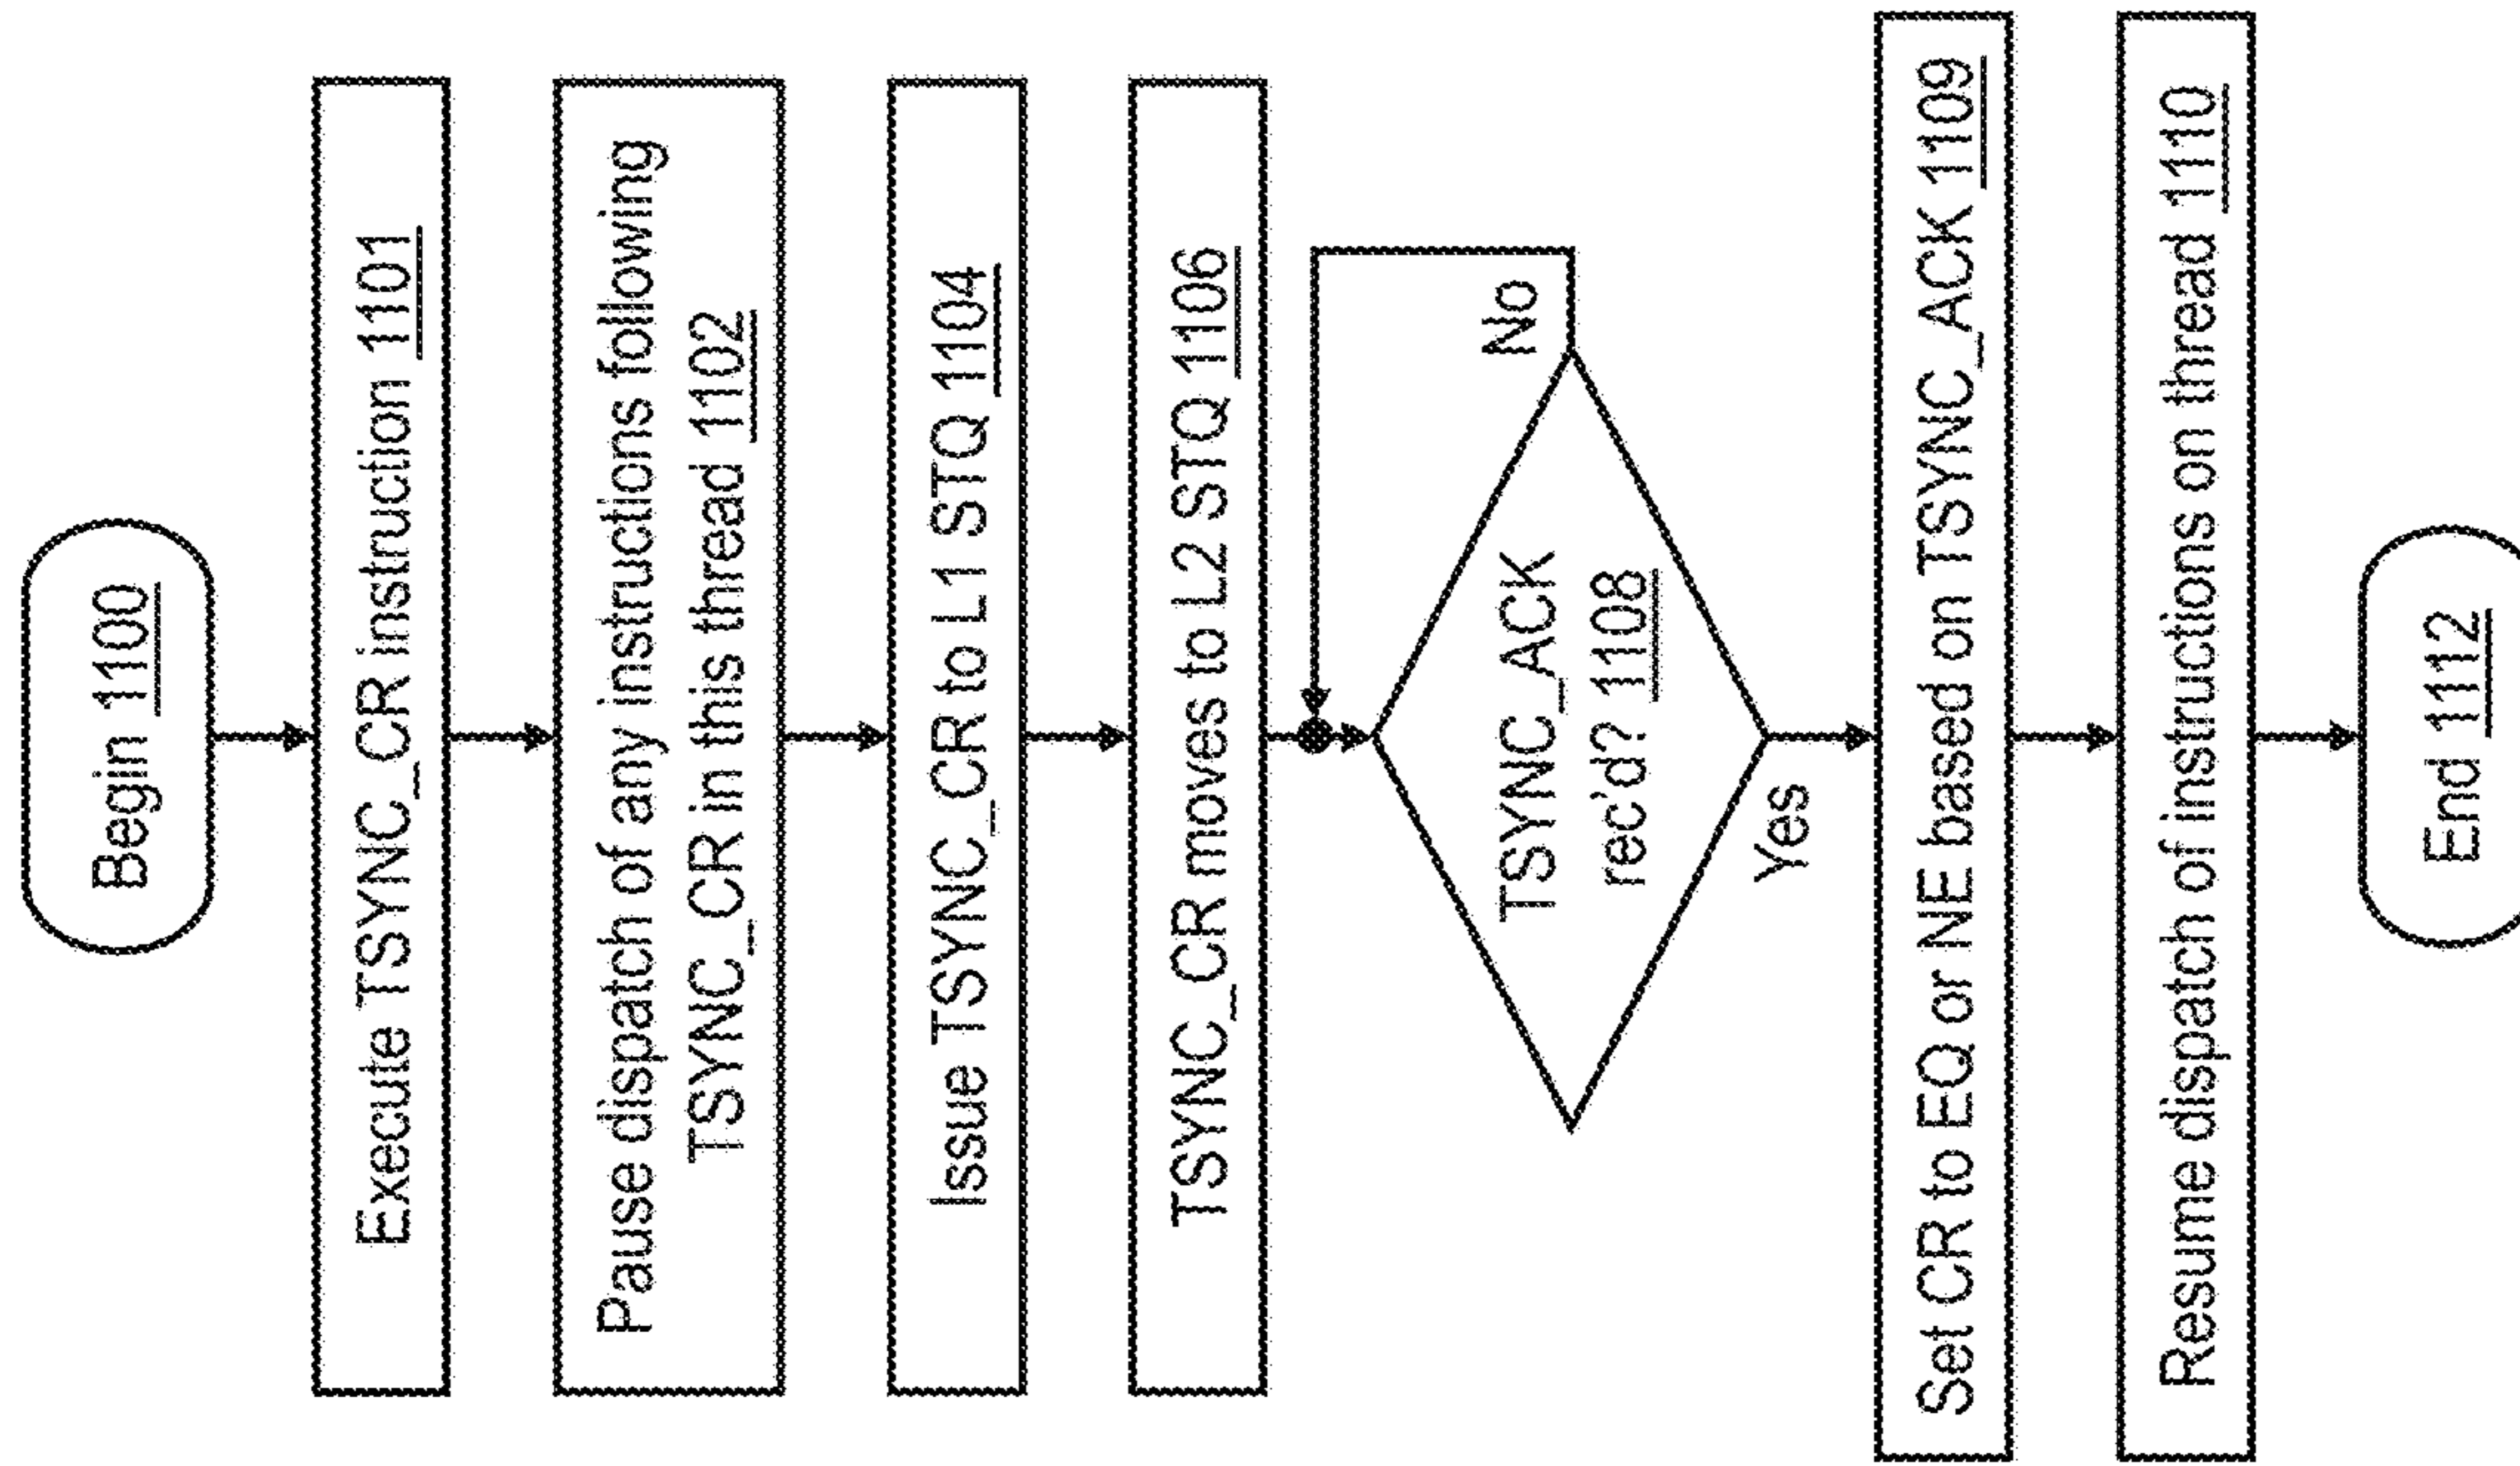 Begin 1100
Execute TSYNC_CR instruction 1101
Pause dispatch of any instructions following
TSYNC_CR in this thread 1102
Issue TSYNC_CR to L1 STQ 1104
TSYNC_CR moves to L2 STQ 1106
TSYNC_ACK
rec'd? 1108
No
Yes
Set CR to EQ or NE based on TSYNC_ACK 1109
Resume dispatch of instructions on thread 1110
End 1112